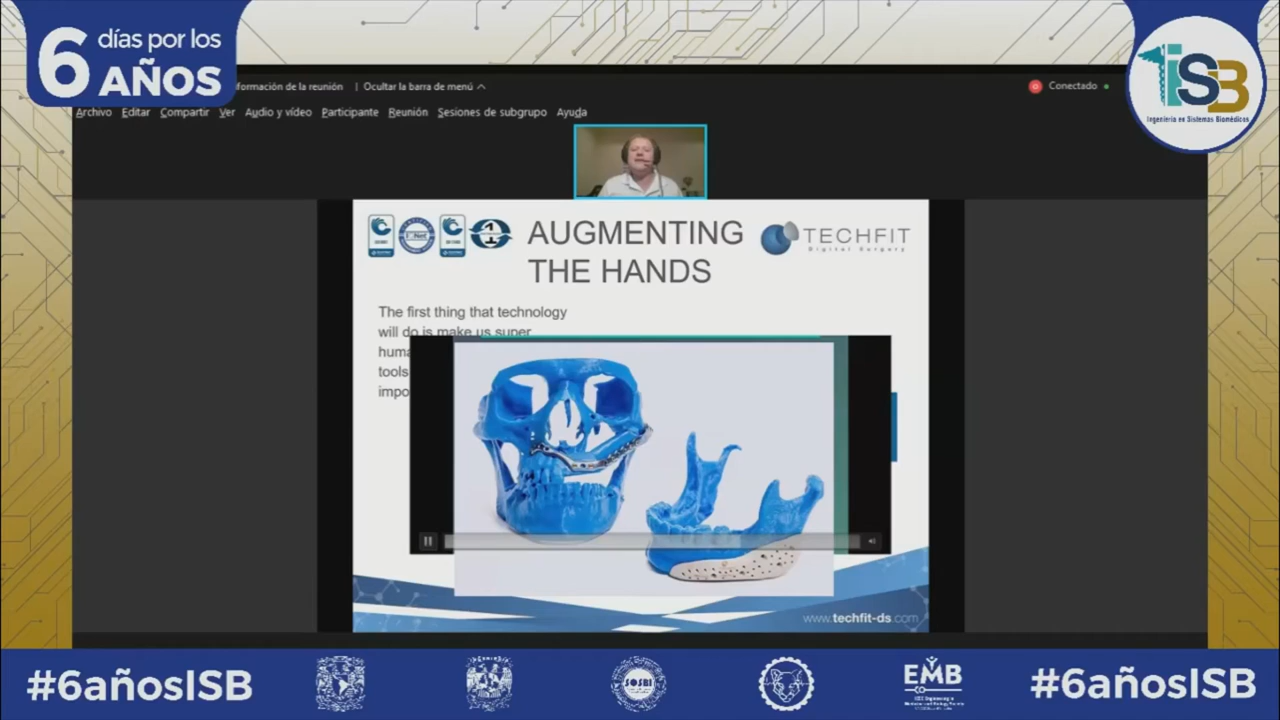 6 días por los
AÑOS
formación de la reunión | Ocultar la barra de menú
Conectado
Archivo Editar Compartir Ver Audio y vídeo Participante Reunión Sesiones de subgrupo Ayuda
iSB
Ingeniería en Sistemas Biomédicos
AUGMENTING
THE HANDS
TECHFIT
Digital Surgery
The first thing that technology
will do is make us super
huma
tools
impo
www.techfit-ds.com
#6añosISB
SOSBI
EMB
#6añosISB